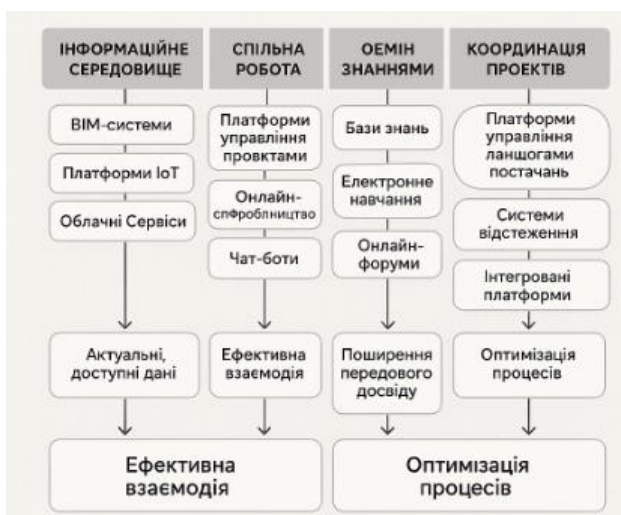 ІНФОРМАЦІЙНЕ
СЕРЕДОВИЩЕ
BIM-системи
Платформи IoT
Облачні Сервіси
Актуальні,
доступні дані
СПІЛЬНА
РОБОТА
Платформи
управління
провктами
Онлайн-
спФроблництво
Чат-боти
Ефективна
взаємодія
ОЕМІН
ЗНАННЯМИ
Бази знань
Електронне
навчання
Онлайн-
форуми
Поширення
передового
досвіду
КООРДИНАЦІЯ
ПРОЕКТІВ
Платформи
управління
ланшогами
постачань
Системи
відстеження
Інтегровані
платформи
Оптимізація
процесів
Ефективна
взаємодія
Оптимізація
процесів